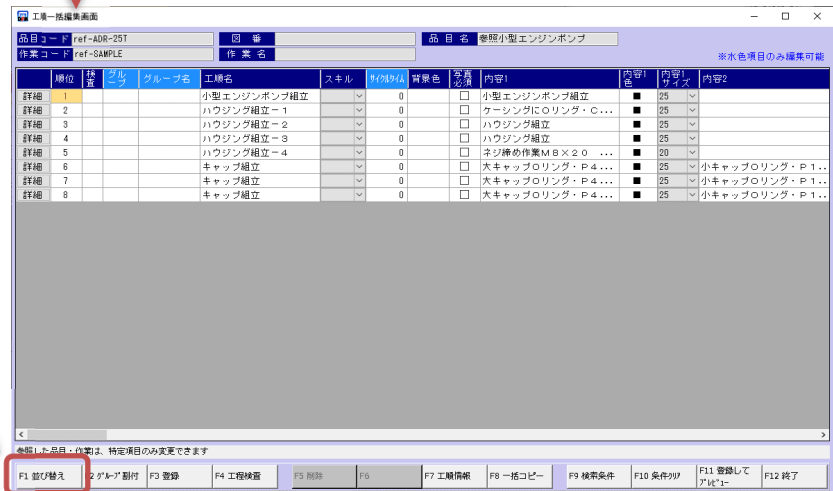 工順一括編集画面
品目コード ref-ADR-25T 図 番 品 目 名 参照小型エンジンポンプ
作業コード ref-SAMPLE 作 業 名
※水色項目のみ編集可能
順位 検査 グループ グループ名 工順名 スキル サイクルタイム 背景色 写真必須 内容1 内容1色 内容1サイズ 内容2
詳細 1 小型エンジンポンプ組立 0 小型エンジンポンプ組立 ■ 25
詳細 2 ハウジング組立－1 0 ケーシングにOリング・C... ■ 25
詳細 3 ハウジング組立－2 0 ハウジング組立 ■ 25
詳細 4 ハウジング組立－3 0 ハウジング組立 ■ 25
詳細 5 ハウジング組立－4 0 ネジ締め作業M8×20 ... ■ 20
詳細 6 キャップ組立 0 大キャップOリング・P4... ■ 25 小キャップOリング・P1..
詳細 7 キャップ組立 0 大キャップOリング・P4... ■ 25 小キャップOリング・P1..
詳細 8 キャップ組立 0 大キャップOリング・P4... ■ 25 小キャップOリング・P1..
参照した品目・作業は、特定項目のみ変更できます
F1 並び替え F2 グループ割付 F3 登録 F4 工程検査 F5 削除 F6 F7 工順情報 F8 一括コピー F9 検索条件 F10 条件クリア F11 登録してプレビュー F12 終了